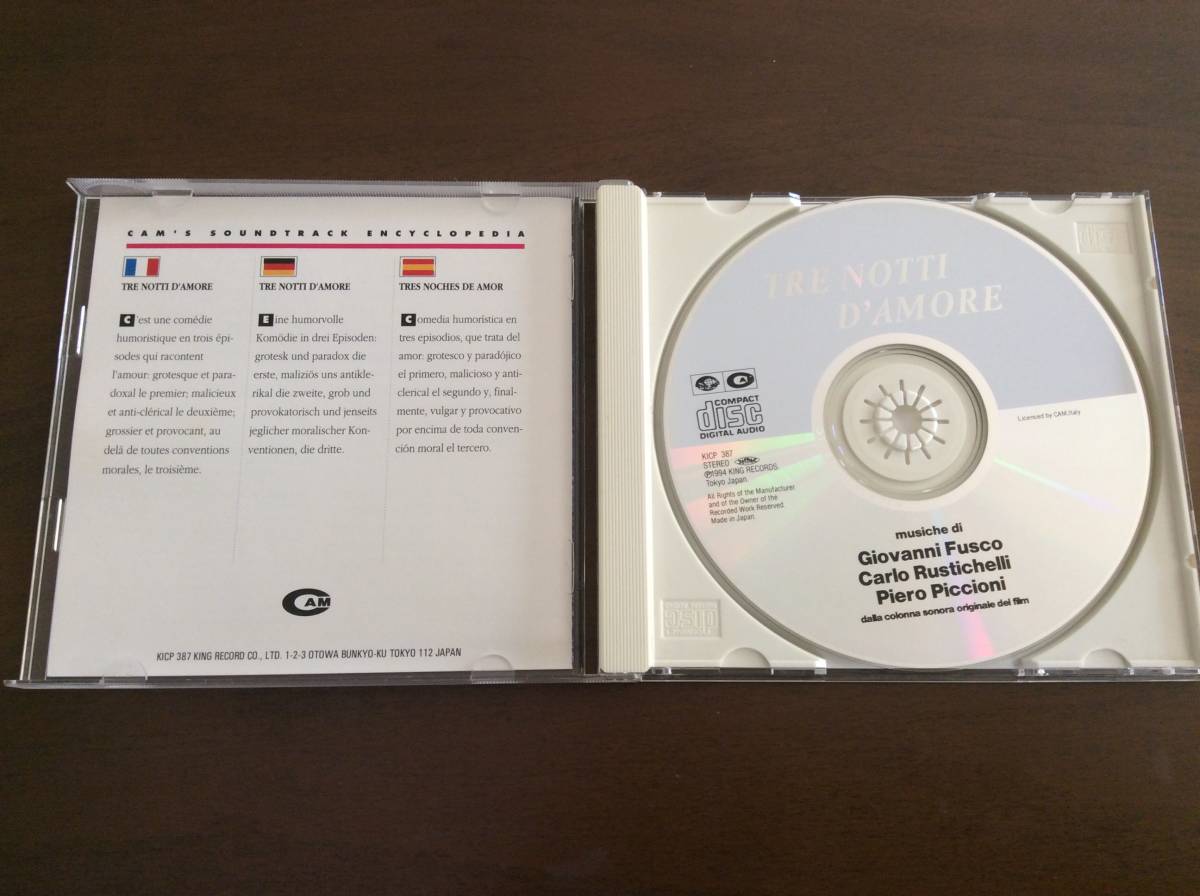 CAM'S SOUNDTRACK ENCYCLOPEDIA
TRE NOTTI D'AMORE
C'est une comédie
humoristique en trois épi-
sodes qui racontent
l'amour: grotesque et para-
doxal le premier; malicieux
et anti-clérical le deuxième;
grossier et provocant, au
delà de toutes conventions
morales, le troisième.
TRE NOTTI D'AMORE
Eine humorvolle
Komödie in drei Episoden:
grotesk und paradox die
erste, maliziös uns antikle-
rikal die zweite, grob und
provokatorisch und jenseits
jeglicher moralischer Kon-
ventionen, die dritte.
TRES NOCHES DE AMOR
Comedia humorística en
tres episodios, que trata del
amor: grotesco y paradójico
el primero, malicioso y anti-
clerical el segundo y, final-
mente, vulgar y provocativo
por encima de toda conven-
ción moral el tercero.
CAM
KICP 387 KING RECORD CO., LTD. 1-2-3 OTOWA BUNKYO-KU TOKYO 112 JAPAN
TRE NOTTI
D'AMORE
COMPACT
disc
DIGITAL AUDIO
Licenced by CAM,Italy
KICP 387
STEREO
℗1994 KING RECORDS.
Tokyo Japan.
All Rights of the Manufacturer
and of the Owner of the
Recorded Work Reserved.
Made in Japan.
musiche di
Giovanni Fusco
Carlo Rustichelli
Piero Piccioni
dalla colonna sonora originale del film